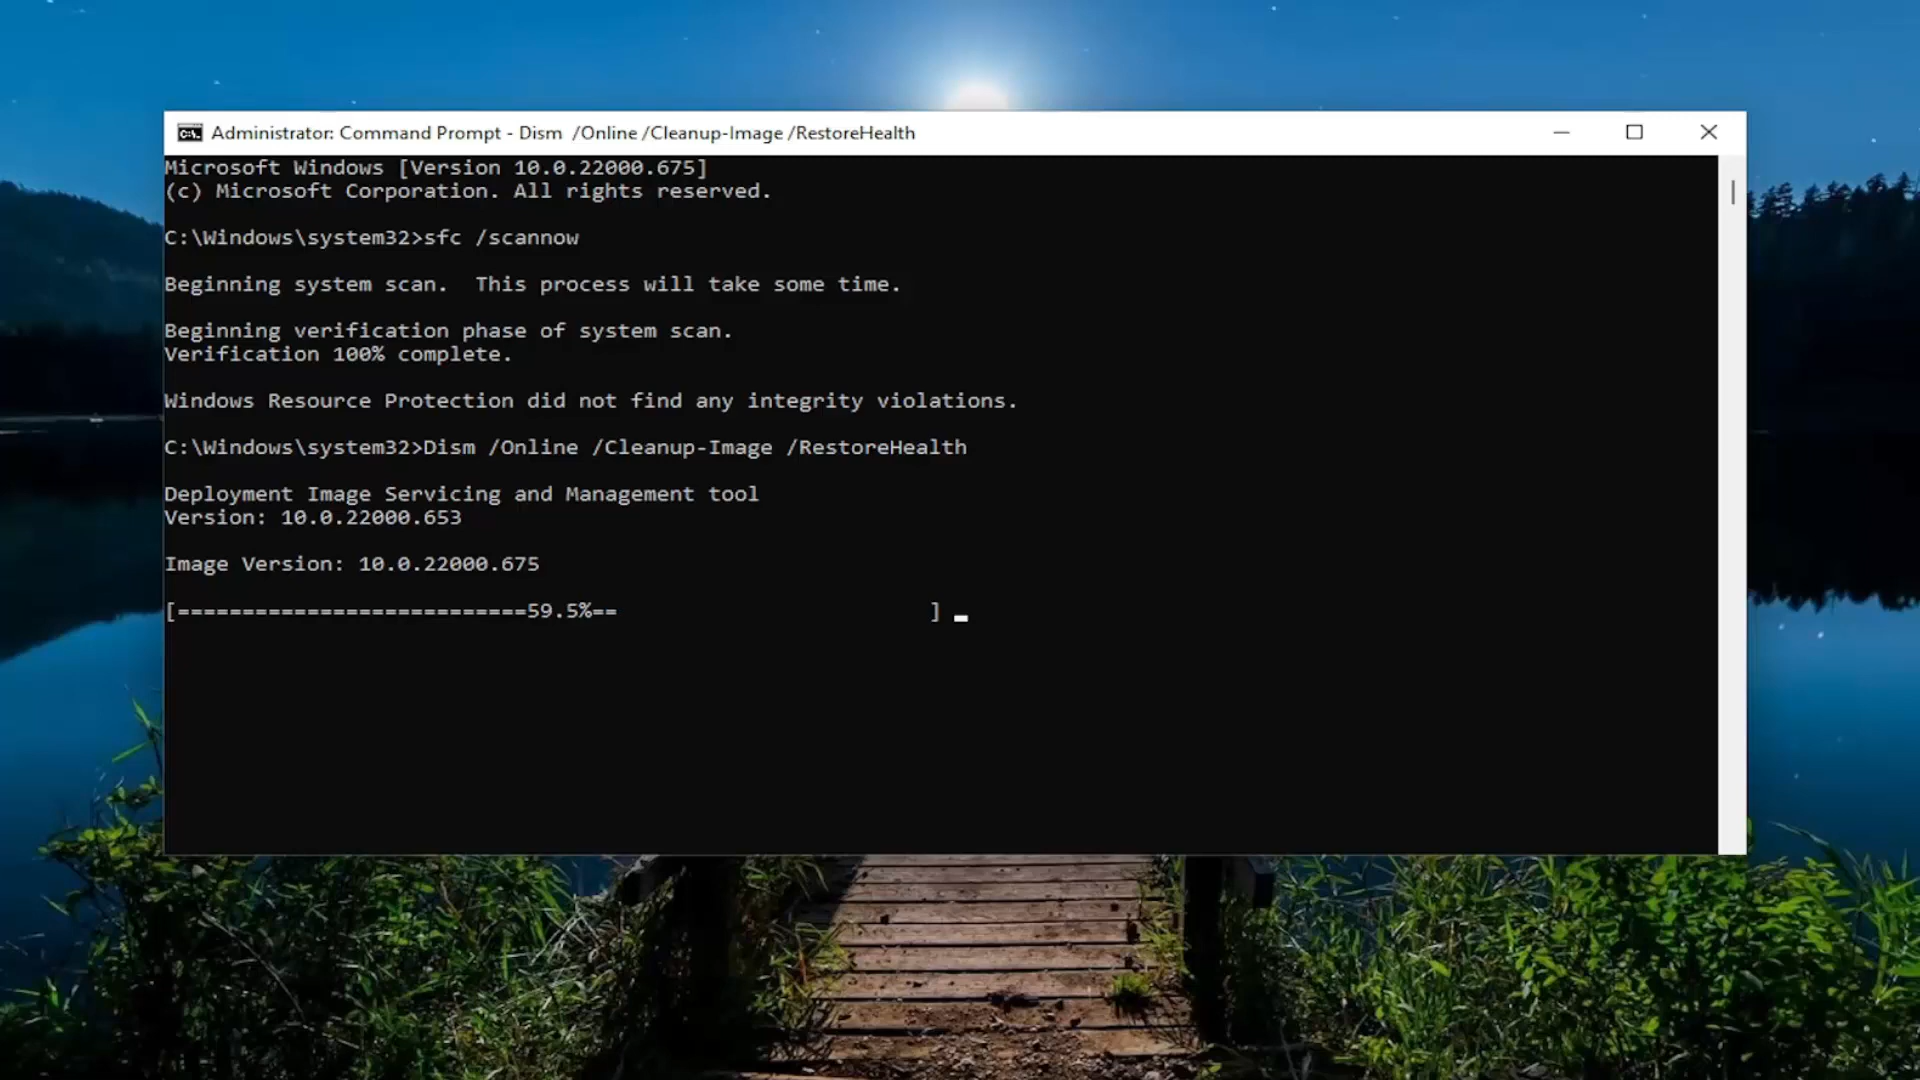 Administrator: Command Prompt - Dism  /Online /Cleanup-Image /RestoreHealth
Microsoft Windows [Version 10.0.22000.675]
(c) Microsoft Corporation. All rights reserved.
C:\Windows\system32>sfc /scannow
Beginning system scan.  This process will take some time.
Beginning verification phase of system scan.
Verification 100% complete.
Windows Resource Protection did not find any integrity violations.
C:\Windows\system32>Dism /Online /Cleanup-Image /RestoreHealth
Deployment Image Servicing and Management tool
Version: 10.0.22000.653
Image Version: 10.0.22000.675
[===========================59.5%==                        ]